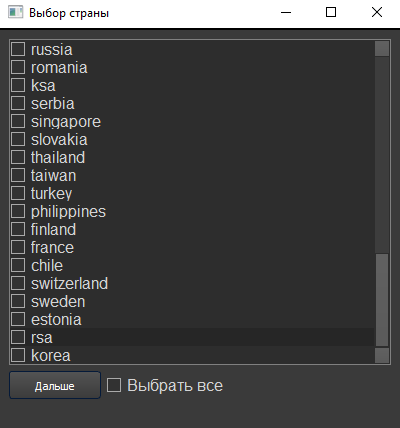 Выбор страны
russia
romania
ksa
serbia
singapore
slovakia
thailand
taiwan
turkey
philippines
finland
france
chile
switzerland
sweden
estonia
rsa
korea
Дальше
Выбрать все